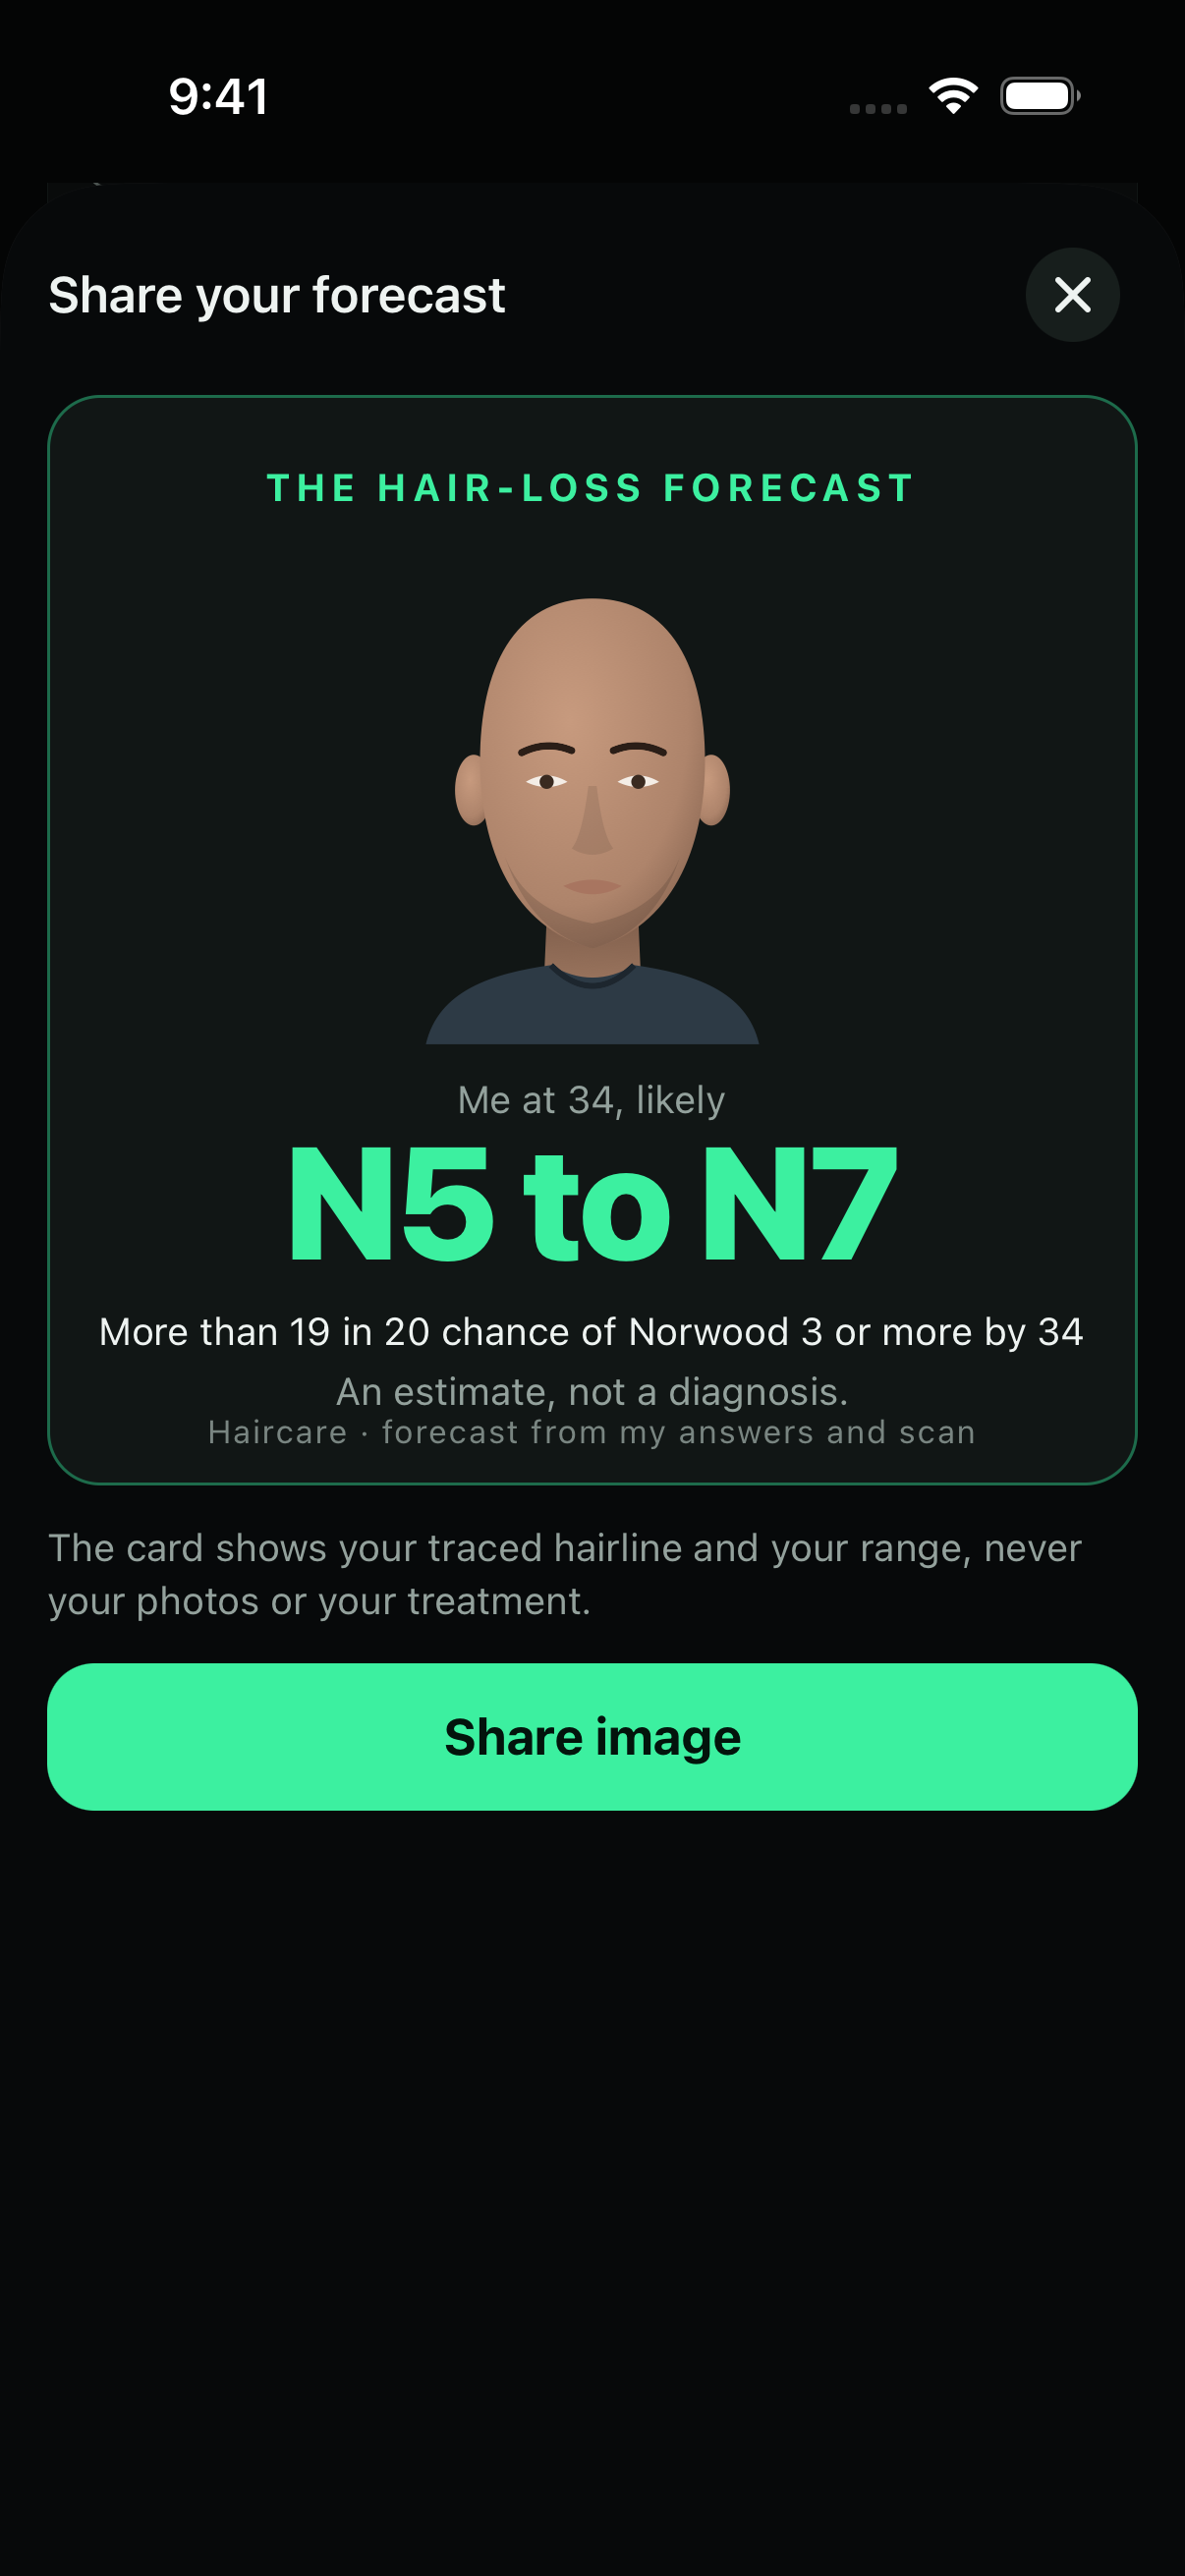 9:41
Share your forecast
THE HAIR-LOSS FORECAST
Me at 34, likely
N5 to N7
More than 19 in 20 chance of Norwood 3 or more by 34
An estimate, not a diagnosis.
Haircare · forecast from my answers and scan
The card shows your traced hairline and your range, never
your photos or your treatment.
Share image